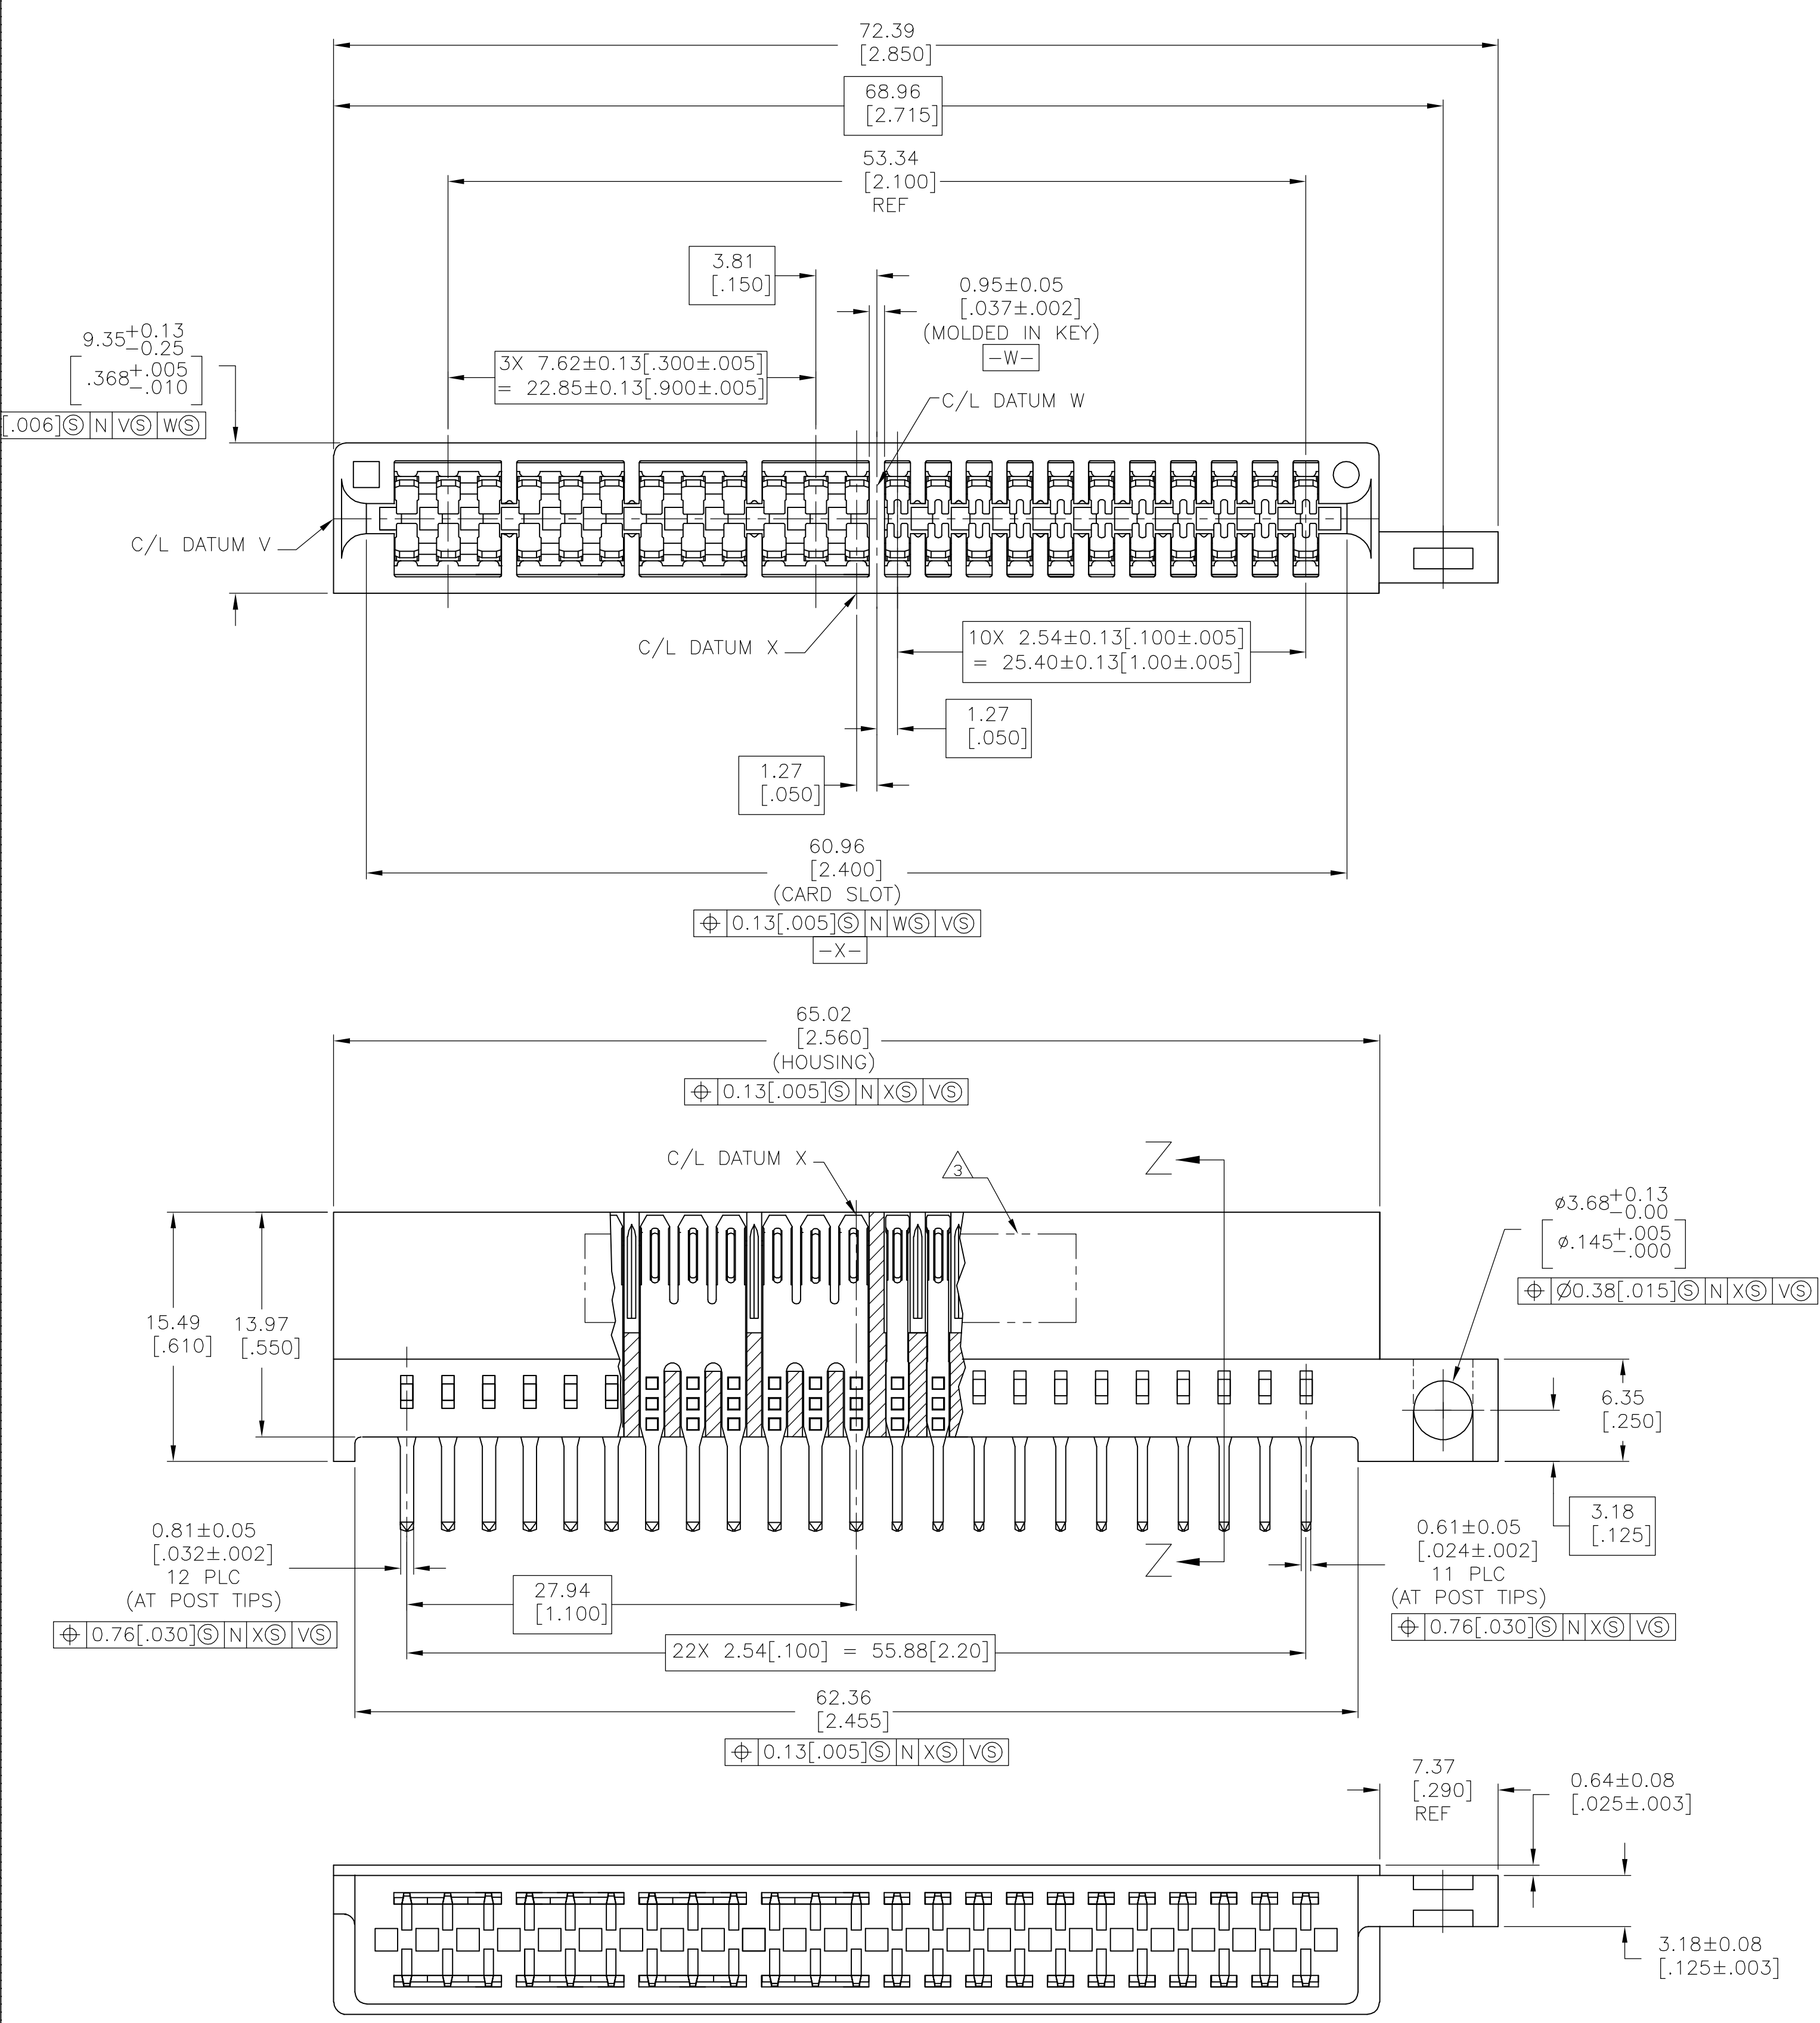 72.39
[2.850]
68.96
[2.715]
53.34
[2.100]
REF
3.81
[.150]
0.95±0.05
[.037±.002]
(MOLDED IN KEY)
-W-
9.35+0.13
-0.25
[.368+.005
-.010]
3X 7.62±0.13[.300±.005]
= 22.85±0.13[.900±.005]
C/L DATUM W
[.006]Ⓢ N VⓈ WⓈ
C/L DATUM V
C/L DATUM X
10X 2.54±0.13[.100±.005]
= 25.40±0.13[1.00±.005]
1.27
[.050]
1.27
[.050]
60.96
[2.400]
(CARD SLOT)
⌖ 0.13[.005]Ⓢ N WⓈ VⓈ
-X-
65.02
[2.560]
(HOUSING)
⌖ 0.13[.005]Ⓢ N XⓈ VⓈ
C/L DATUM X
3
Z
ø3.68+0.13
-0.00
[ø.145+.005
-.000]
⌖ Ø0.38[.015]Ⓢ N XⓈ VⓈ
15.49
[.610]
13.97
[.550]
6.35
[.250]
3.18
[.125]
0.81±0.05
[.032±.002]
12 PLC
(AT POST TIPS)
⌖ 0.76[.030]Ⓢ N XⓈ VⓈ
27.94
[1.100]
Z
0.61±0.05
[.024±.002]
11 PLC
(AT POST TIPS)
⌖ 0.76[.030]Ⓢ N XⓈ VⓈ
22X 2.54[.100] = 55.88[2.20]
62.36
[2.455]
⌖ 0.13[.005]Ⓢ N XⓈ VⓈ
7.37
[.290]
REF
0.64±0.08
[.025±.003]
3.18±0.08
[.125±.003]